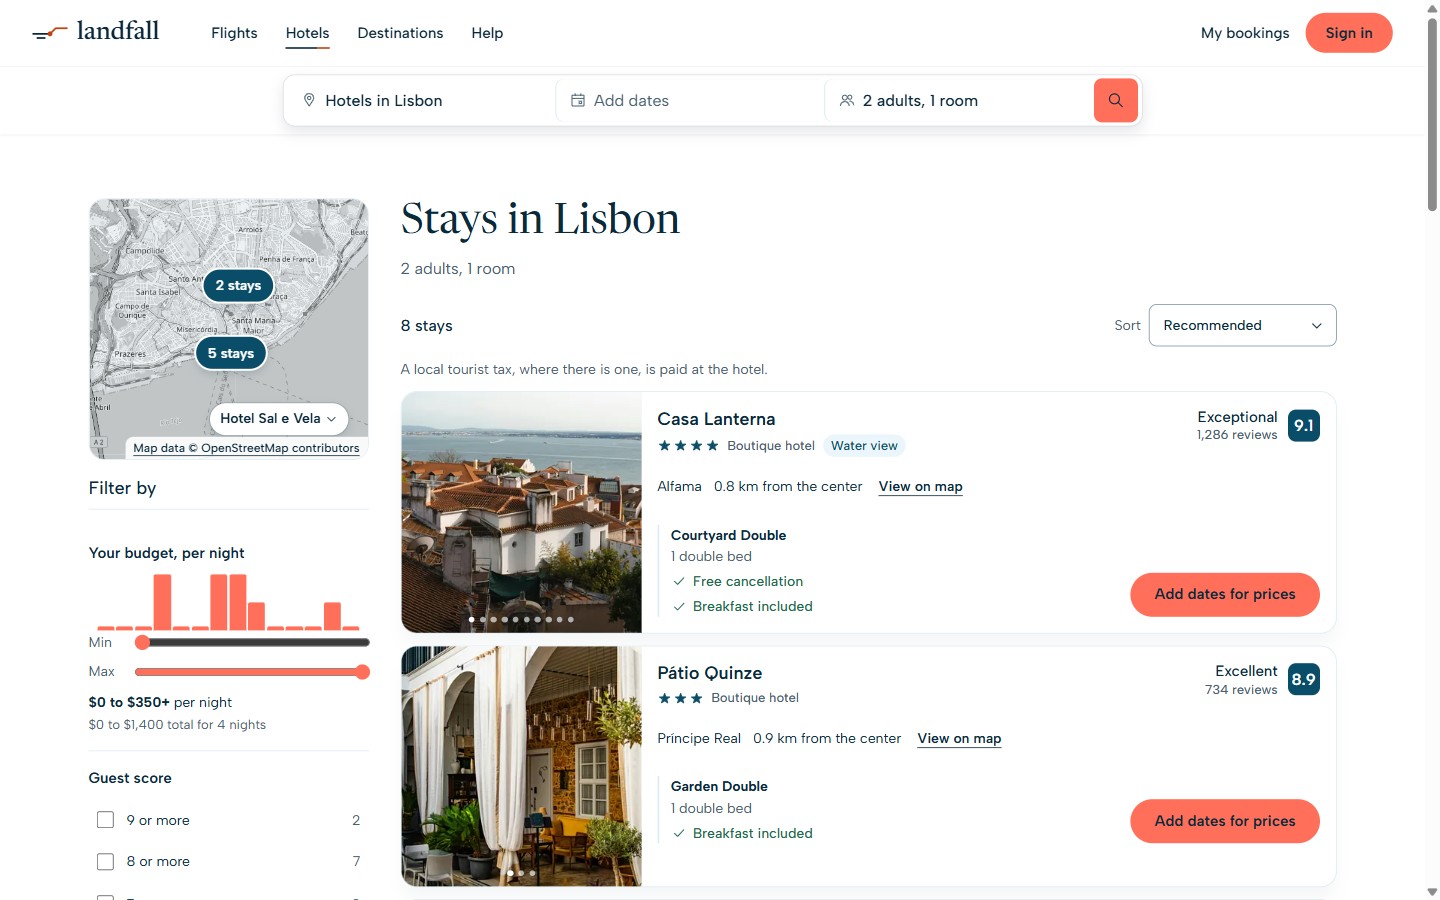 landfall
Flights
Hotels
Destinations
Help
My bookings
Sign in
Hotels in Lisbon
Add dates
2 adults, 1 room
Arroios
Campolide
Penha de França
Santo Ant
2 stays
Santa Isabel
raça
Campo de
Ourique
Misericórdia
Santa Maria
Maior
5 stays
Prazeres
Hotel Sal e Vela
A 2
Map data © OpenStreetMap contributors
Filter by
Your budget, per night
Min
Max
$0 to $350+ per night
$0 to $1,400 total for 4 nights
Guest score
9 or more 2
8 or more 7
Stays in Lisbon
2 adults, 1 room
8 stays
Sort Recommended
A local tourist tax, where there is one, is paid at the hotel.
Casa Lanterna
Boutique hotel Water view
Exceptional 9.1
1,286 reviews
Alfama 0.8 km from the center View on map
Courtyard Double
1 double bed
Free cancellation
Breakfast included
Add dates for prices
Pátio Quinze
Boutique hotel
Excellent 8.9
734 reviews
Príncipe Real 0.9 km from the center View on map
Garden Double
1 double bed
Breakfast included
Add dates for prices